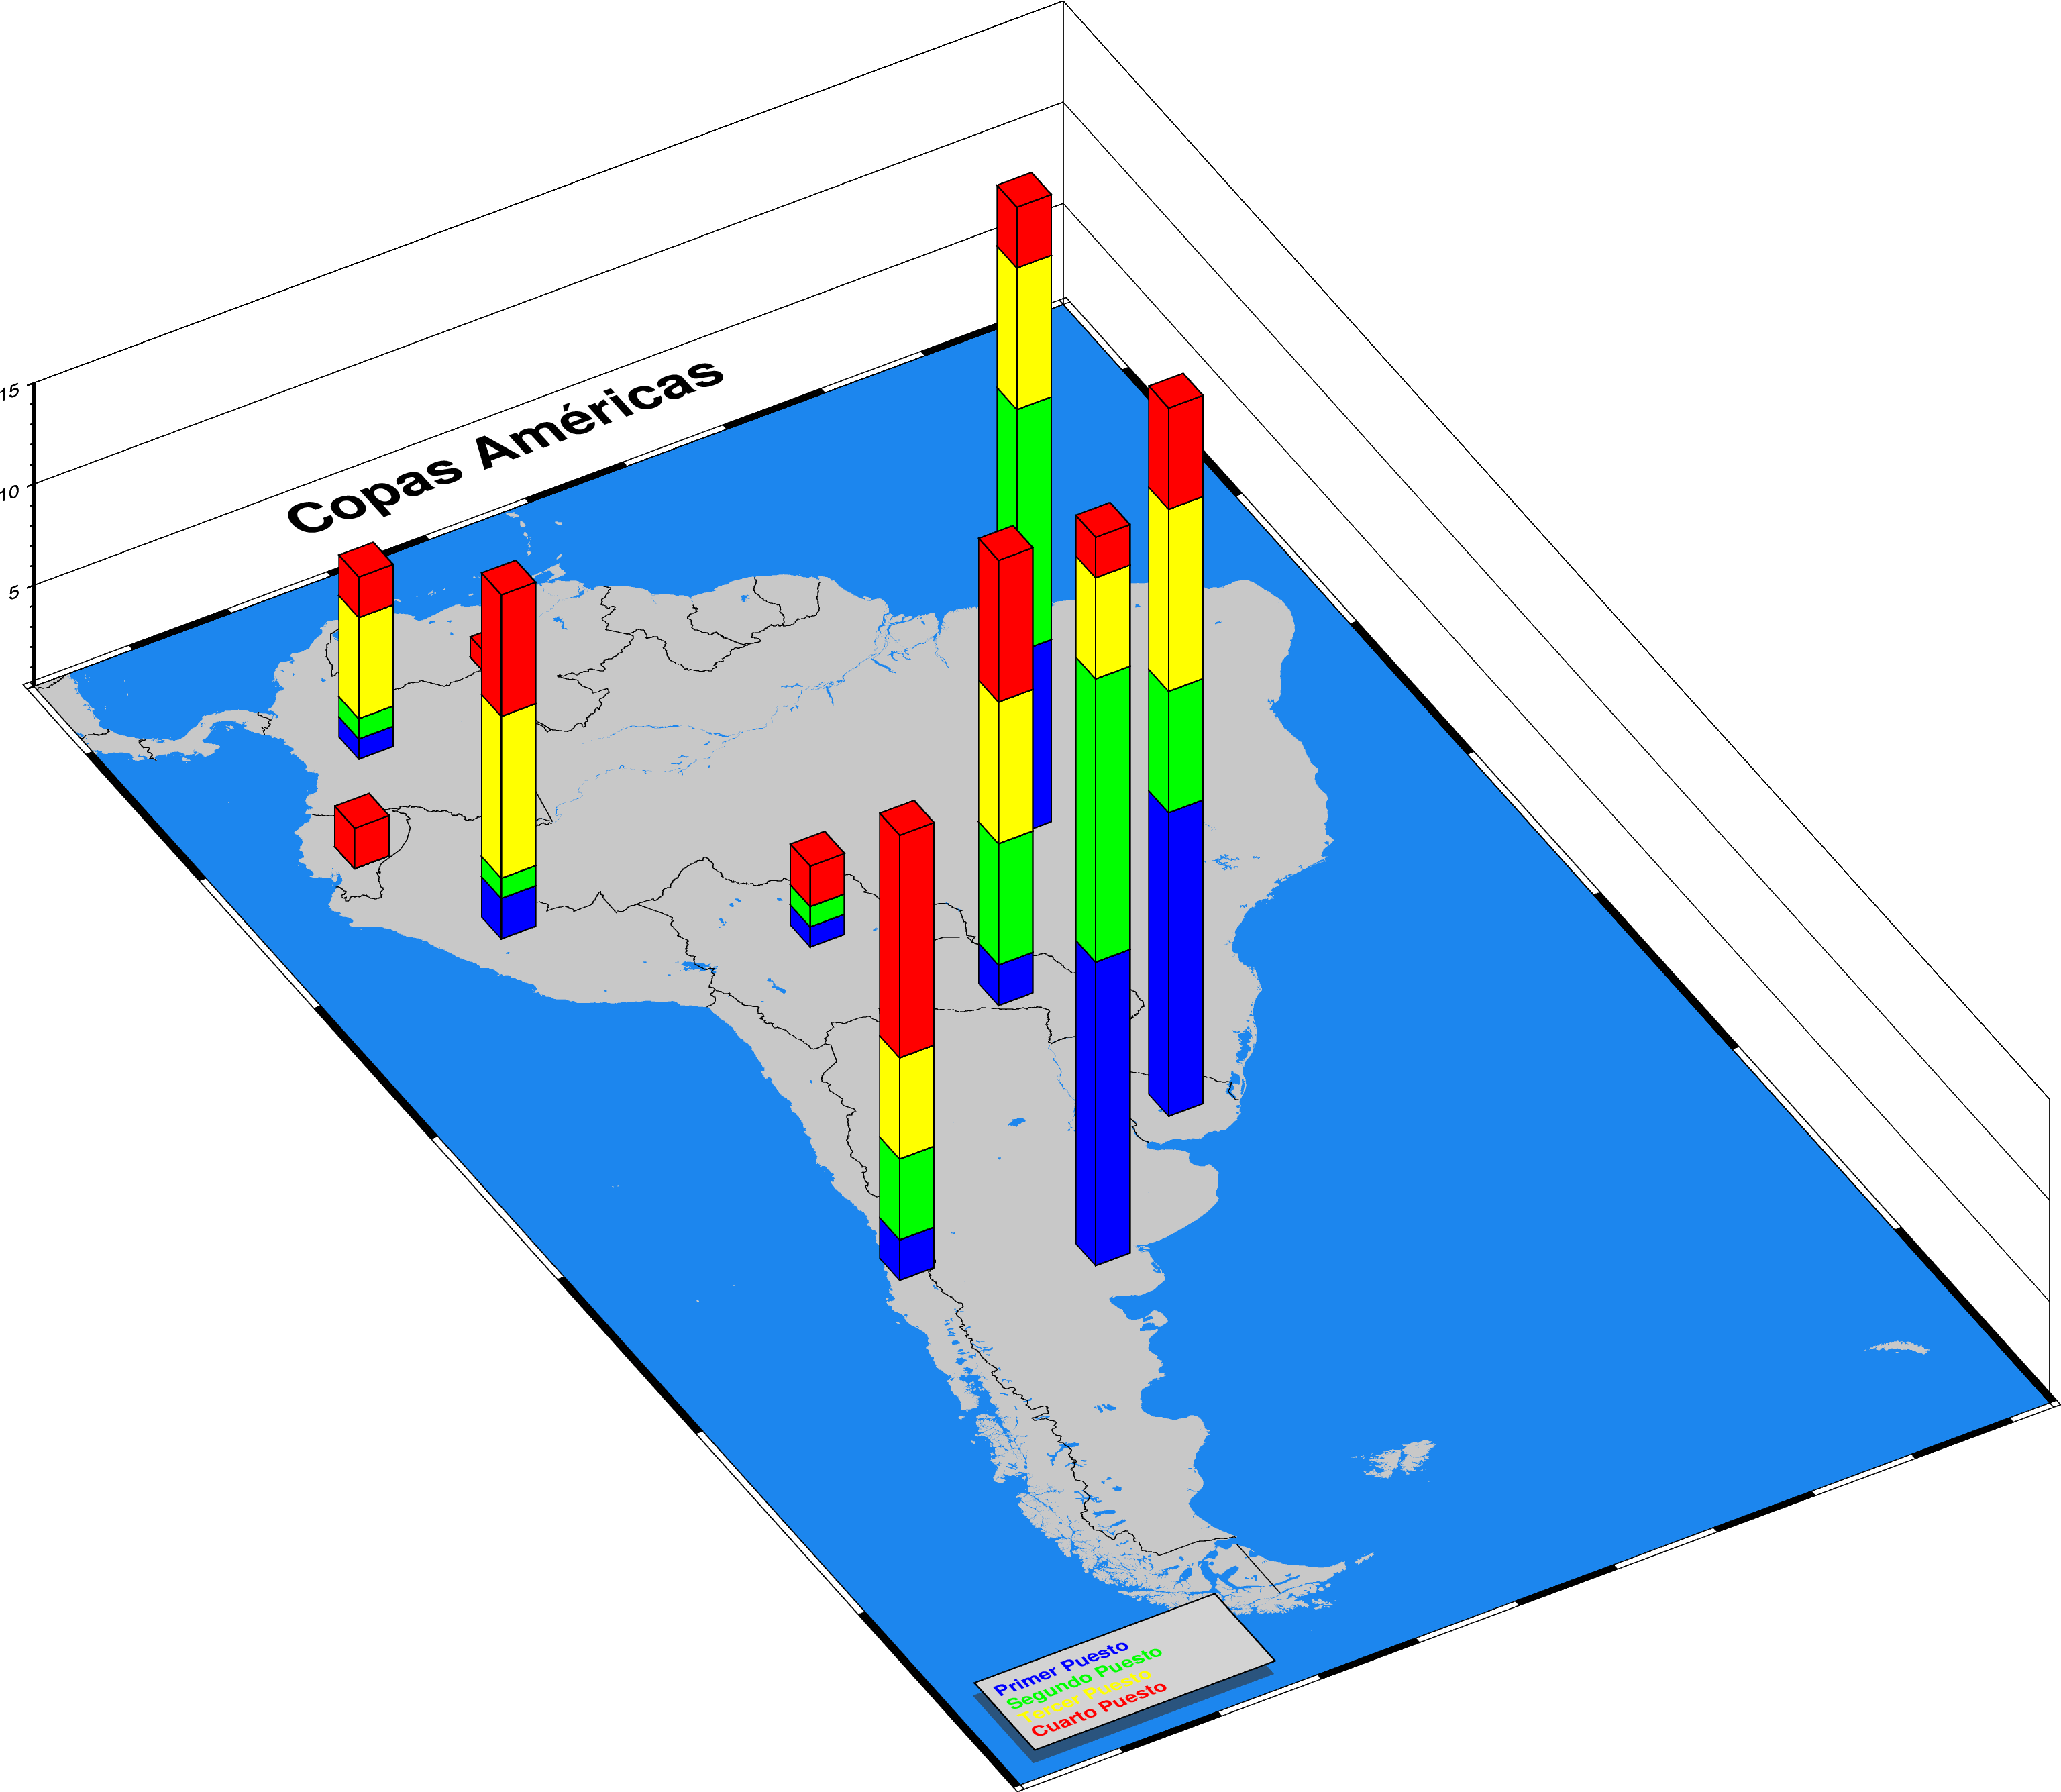 Copas Américas
15
10
5
Primer Puesto
Segundo Puesto
Tercer Puesto
Cuarto Puesto